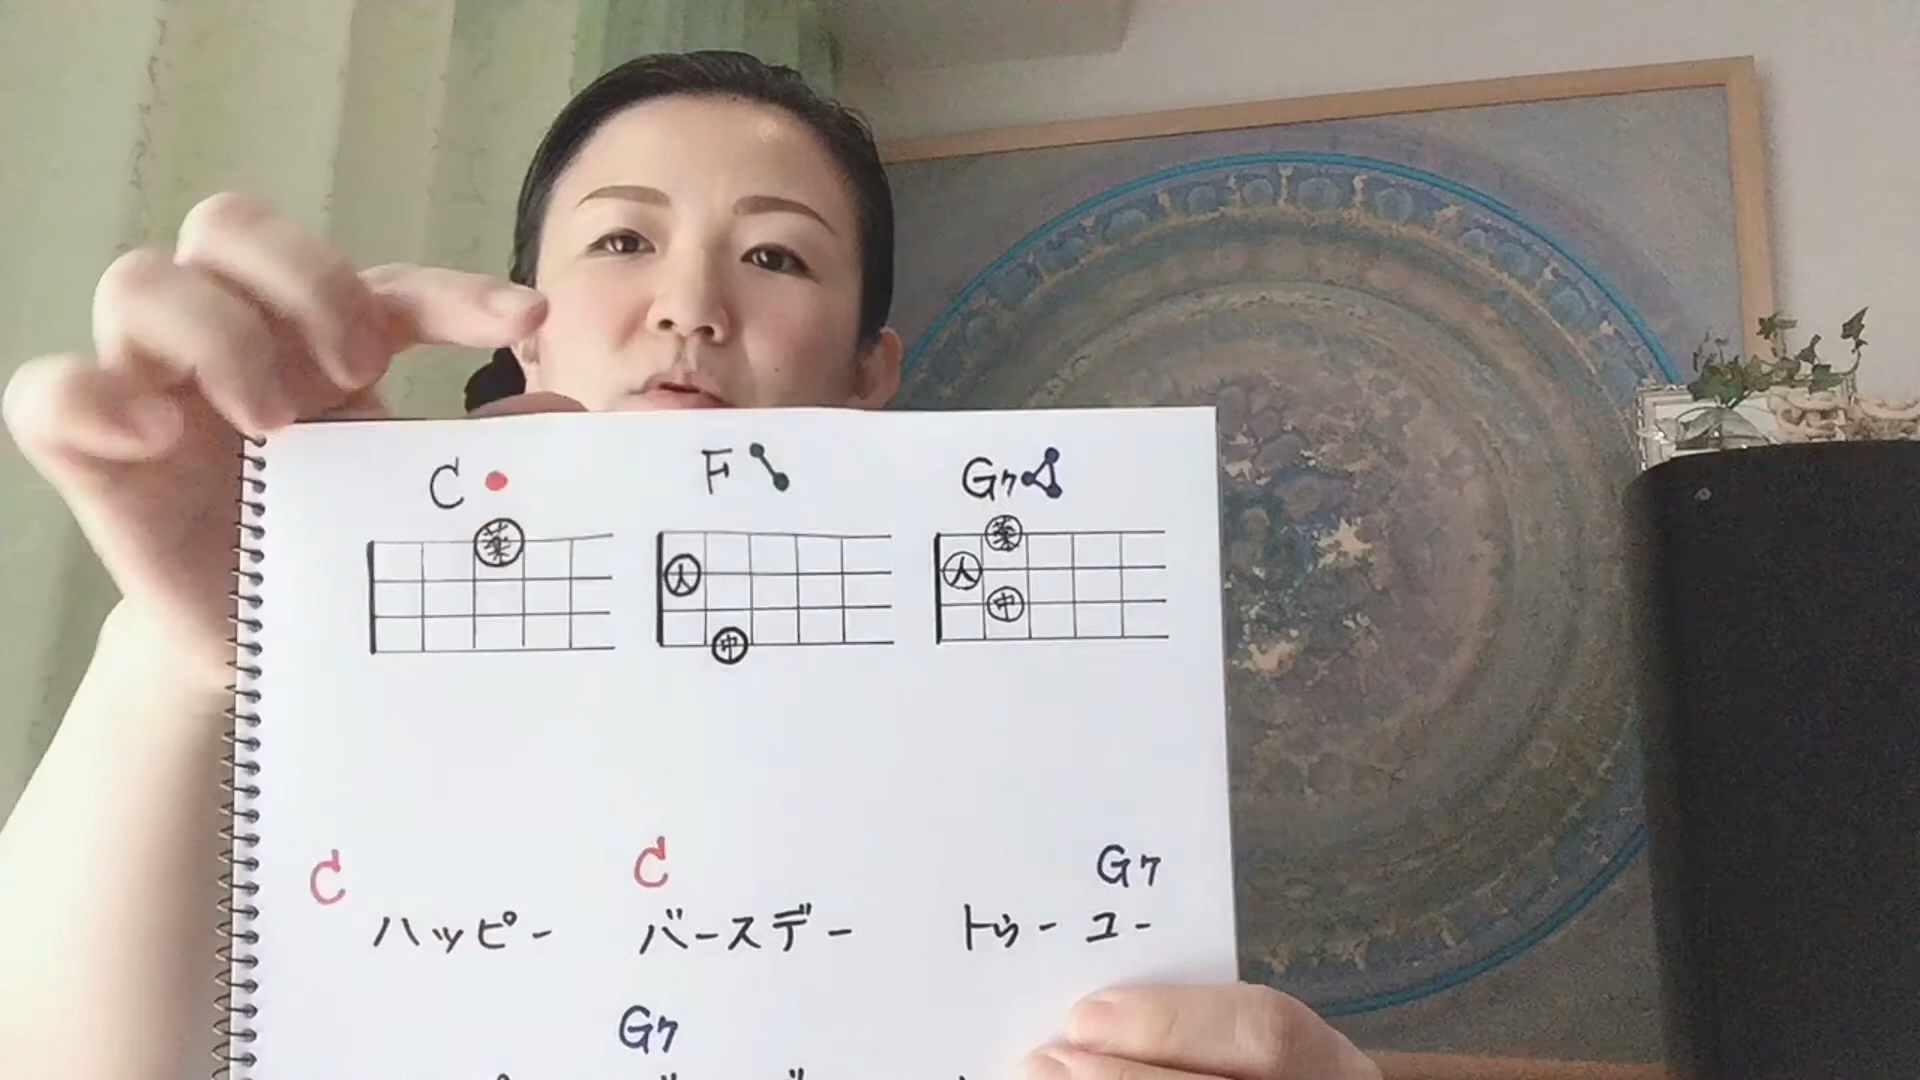 C F G7
薬 薬
人 人
中 中
C C G7
ハッピー バースデー トゥー ユー
G7